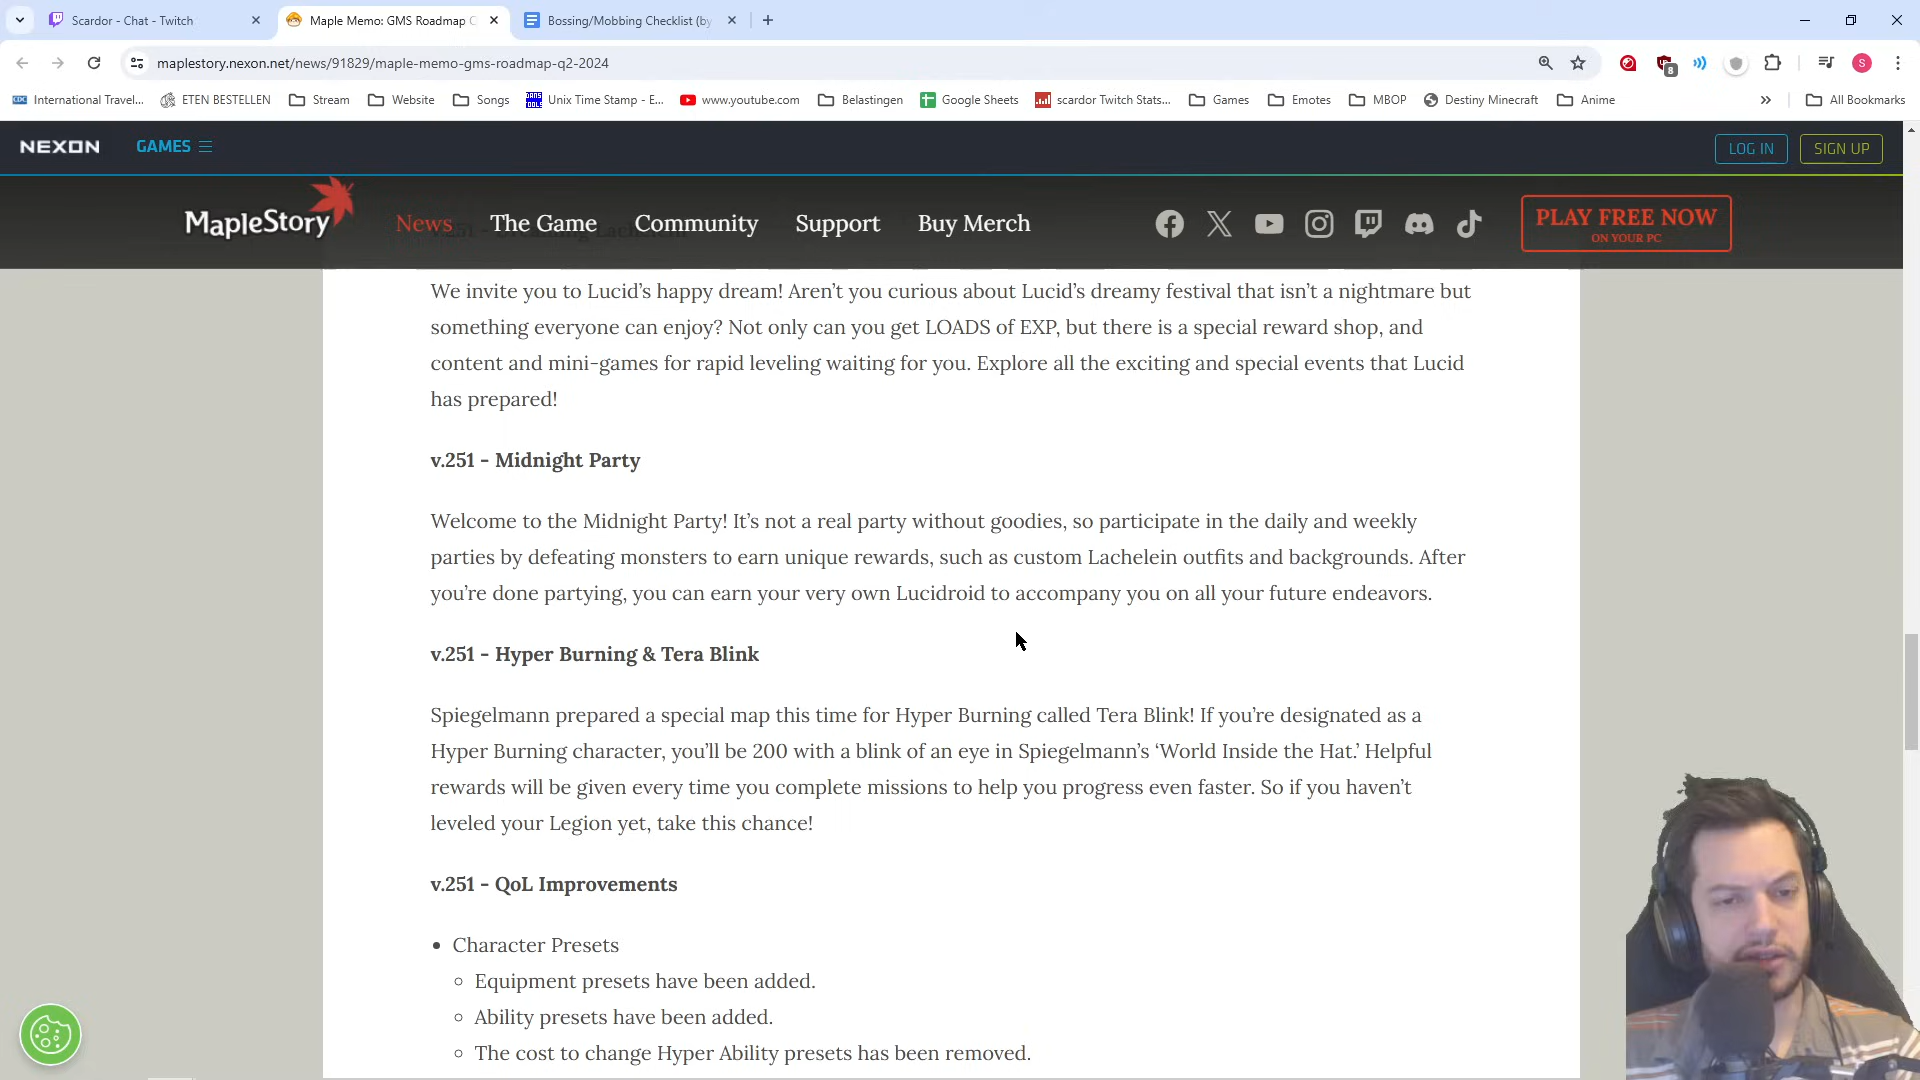 Scardor - Chat - Twitch
Maple Memo: GMS Roadmap
Bossing/Mobbing Checklist (by
maplestory.nexon.net/news/91829/maple-memo-gms-roadmap-q2-2024
8
S
International Travel...
ETEN BESTELLEN
Stream
Website
Songs
Unix Time Stamp - E...
www.youtube.com
Belastingen
Google Sheets
scardor Twitch Stats...
Games
Emotes
MBOP
Destiny Minecraft
Anime
All Bookmarks
NEXON
GAMES
LOG IN
SIGN UP
MapleStory
News
The Game
Community
Support
Buy Merch
PLAY FREE NOW
ON YOUR PC
We invite you to Lucid’s happy dream! Aren’t you curious about Lucid’s dreamy festival that isn’t a nightmare but
something everyone can enjoy? Not only can you get LOADS of EXP, but there is a special reward shop, and
content and mini-games for rapid leveling waiting for you. Explore all the exciting and special events that Lucid
has prepared!
v.251 - Midnight Party
Welcome to the Midnight Party! It’s not a real party without goodies, so participate in the daily and weekly
parties by defeating monsters to earn unique rewards, such as custom Lachelein outfits and backgrounds. After
you’re done partying, you can earn your very own Lucidroid to accompany you on all your future endeavors.
v.251 - Hyper Burning & Tera Blink
Spiegelmann prepared a special map this time for Hyper Burning called Tera Blink! If you’re designated as a
Hyper Burning character, you’ll be 200 with a blink of an eye in Spiegelmann’s ‘World Inside the Hat.’ Helpful
rewards will be given every time you complete missions to help you progress even faster. So if you haven’t
leveled your Legion yet, take this chance!
v.251 - QoL Improvements
• Character Presets
◦ Equipment presets have been added.
◦ Ability presets have been added.
◦ The cost to change Hyper Ability presets has been removed.